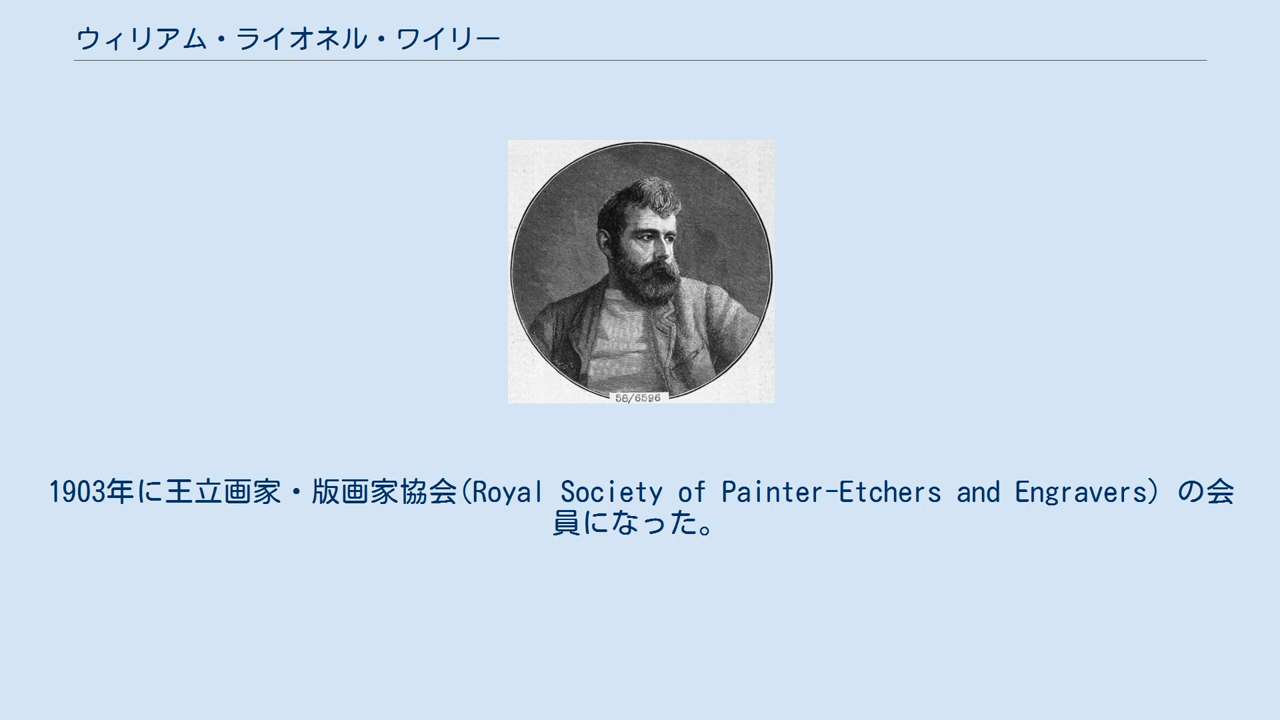 ウィリアム・ライオネル・ワイリー
58/6596
1903年に王立画家・版画家協会(Royal Society of Painter-Etchers and Engravers) の会
員になった。